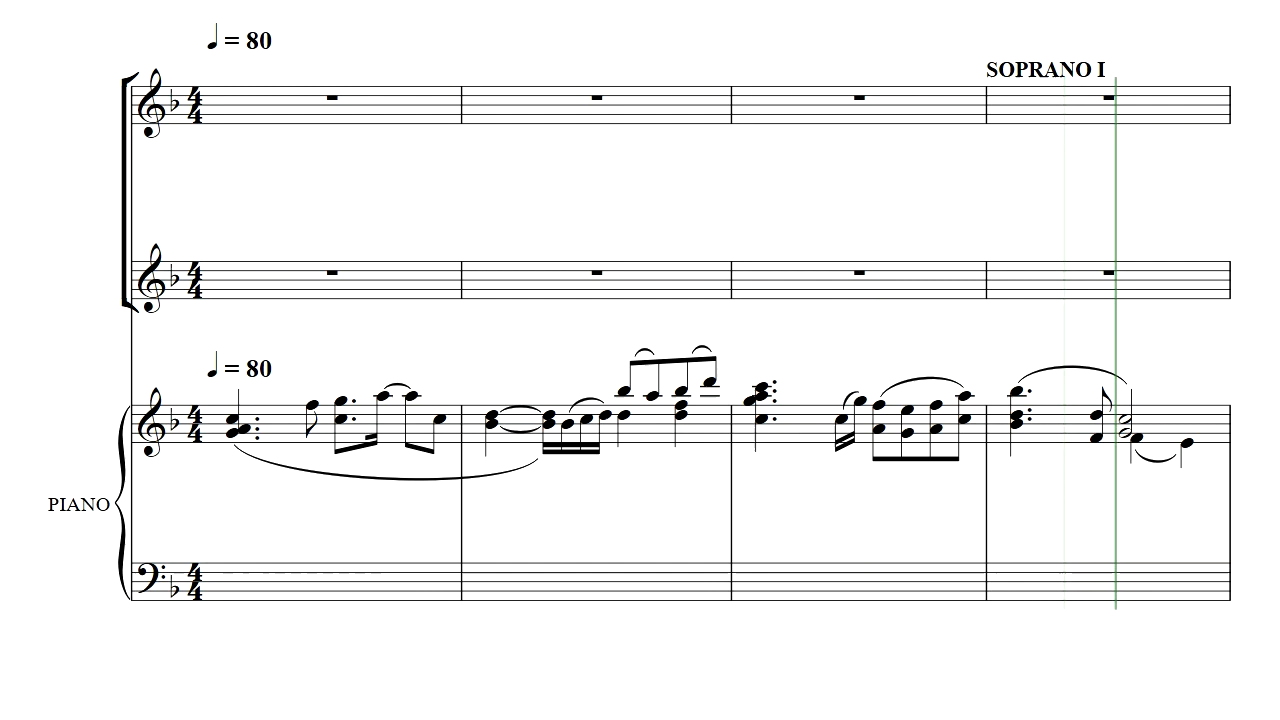 ♩ = 80
SOPRANO I
♩ = 80
PIANO